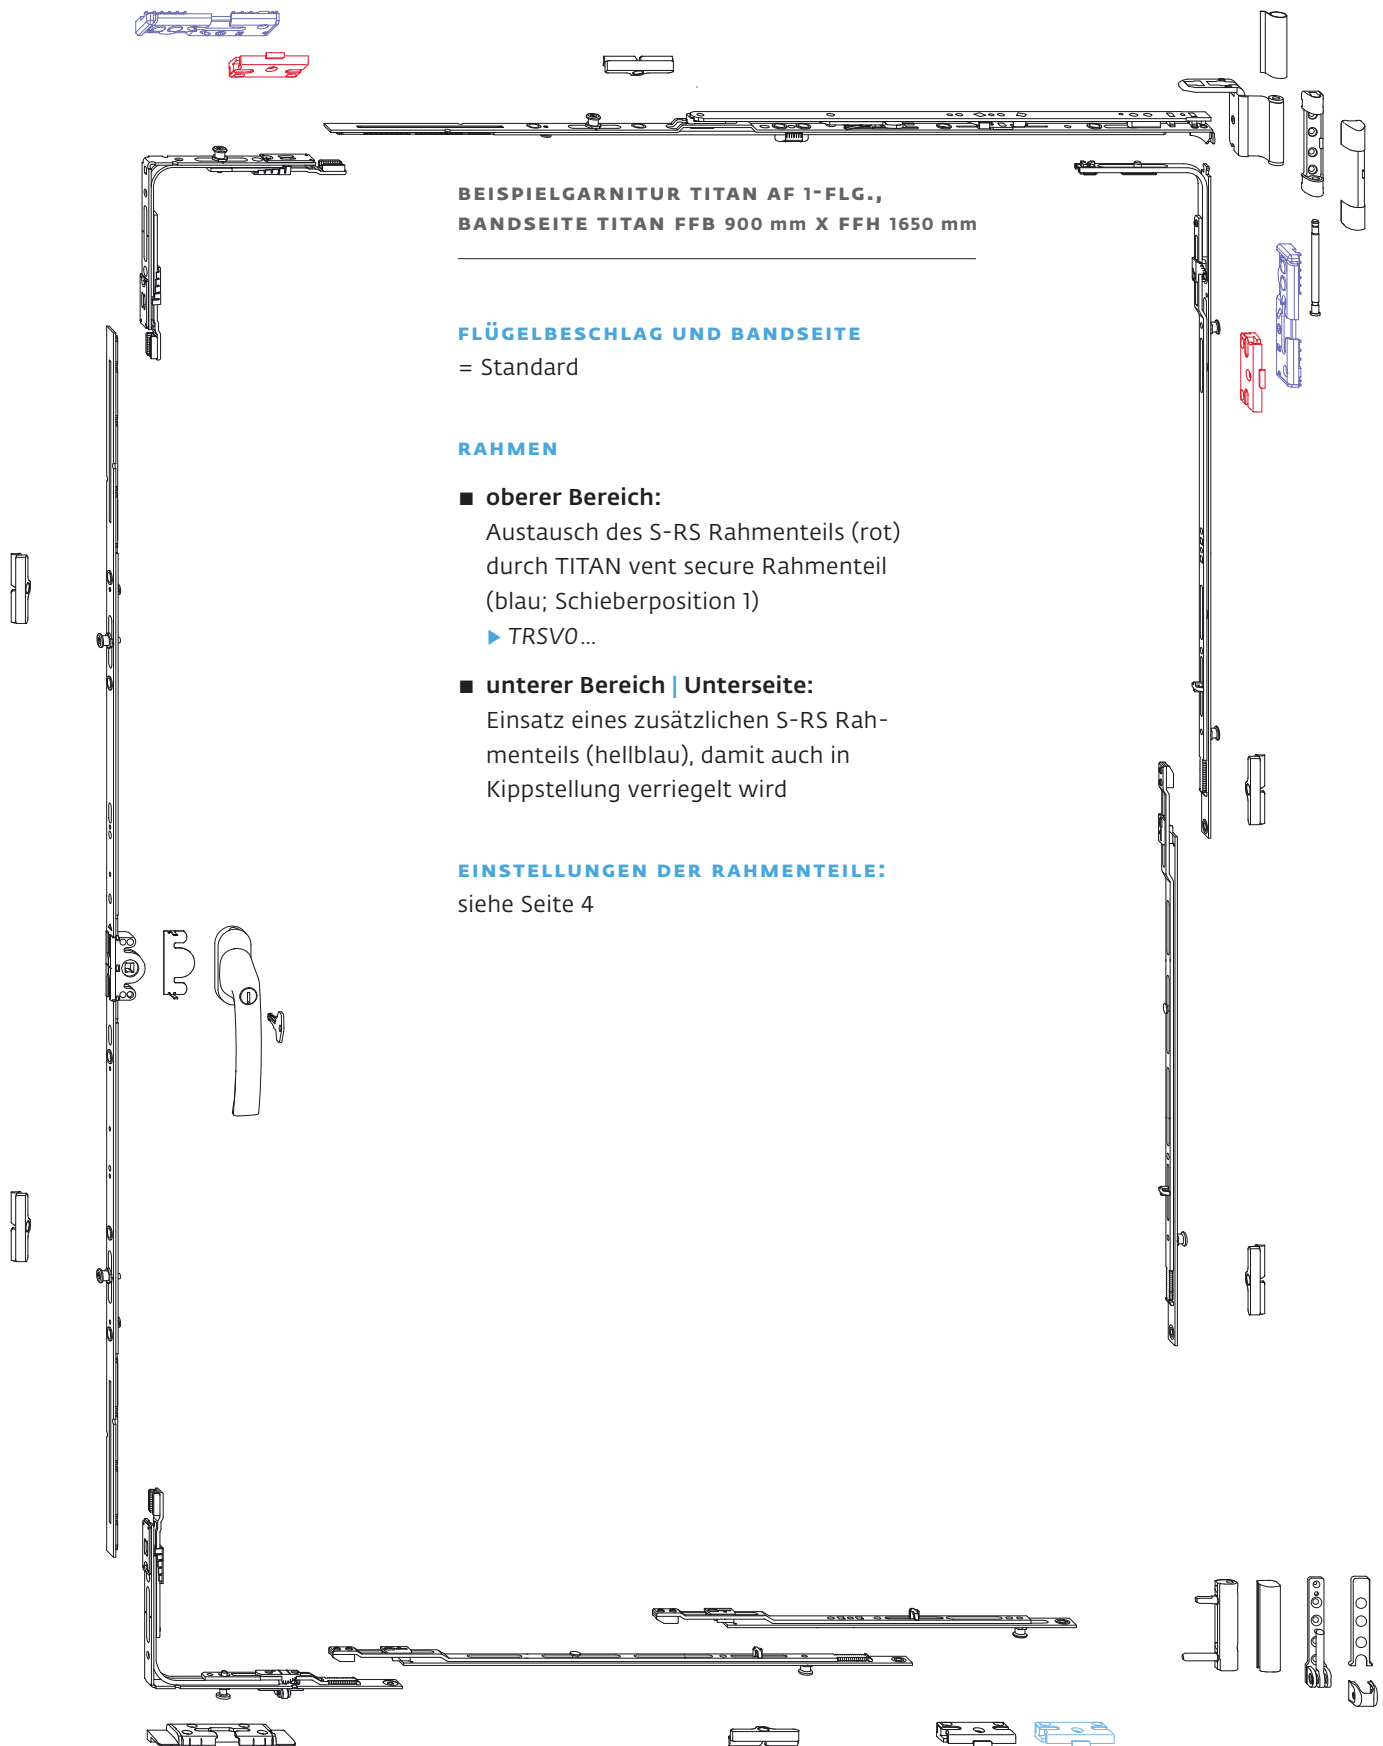 BEISPIELGARNITUR TITAN AF 1-FLG.,
BANDSEITE TITAN FFB 900 mm X FFH 1650 mm
FLÜGELBESCHLAG UND BANDSEITE
= Standard
RAHMEN
■ oberer Bereich:
Austausch des S-RS Rahmenteils (rot)
durch TITAN vent secure Rahmenteil
(blau; Schieberposition 1)
▶ TRSV0...
■ unterer Bereich | Unterseite:
Einsatz eines zusätzlichen S-RS Rah-
menteils (hellblau), damit auch in
Kippstellung verriegelt wird
EINSTELLUNGEN DER RAHMENTEILE:
siehe Seite 4